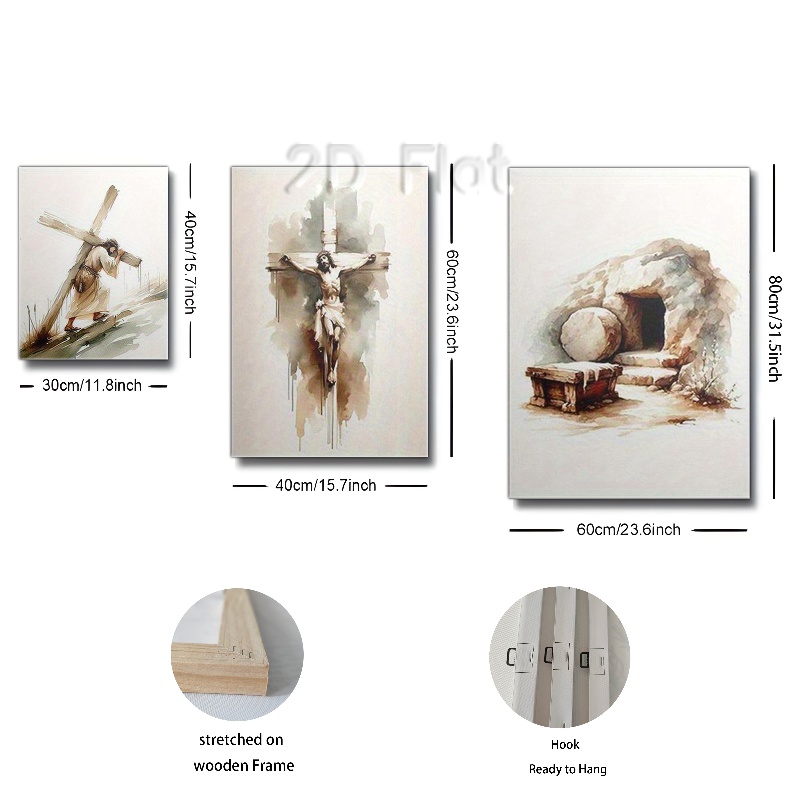 2D Flat
40cm/15.7inch
30cm/11.8inch
60cm/23.6inch
40cm/15.7inch
80cm/31.5inch
60cm/23.6inch
stretched on
wooden Frame
Hook
Ready to Hang